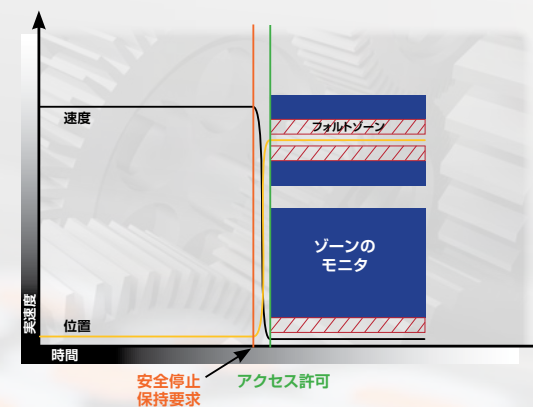 速度
フォルトゾーン
ゾーンの
モニタ
実速度
位置
時間
安全停止
保持要求
アクセス許可